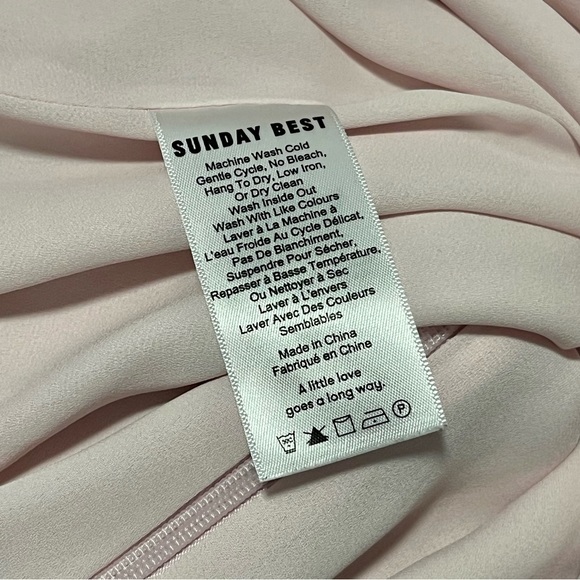 SUNDAY BEST
Machine Wash Cold
Gentle Cycle, No Bleach,
Hang To Dry, Low Iron,
Or Dry Clean
Wash Inside Out
Wash With Like Colours
Laver à La Machine à
L'eau Froide Au Cycle Délicat,
Pas De Blanchiment,
Suspendre Pour Sécher,
Repasser à Basse Température,
Ou Nettoyer à Sec
Laver à L'envers
Laver Avec Des Couleurs
Semblables
Made in China
Fabriqué en Chine
A little love
goes a long way.
30C P